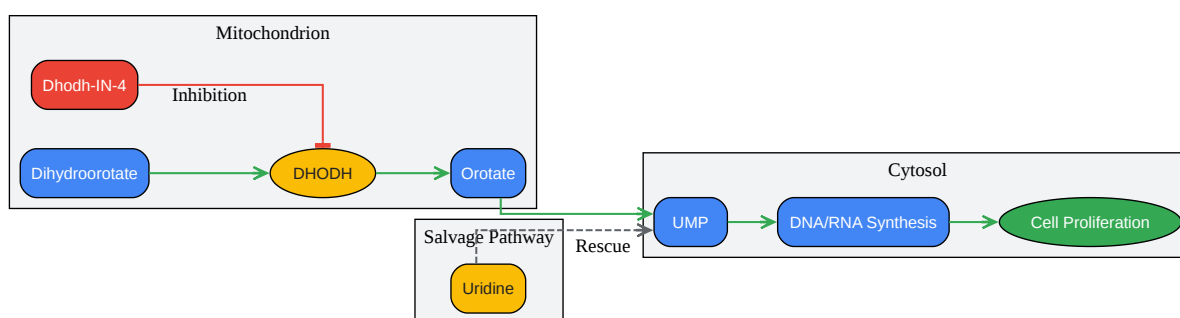 Mitochondrion
Dhodh-IN-4
Inhibition
Dihydroorotate
DHODH
Orotate
Cytosol
UMP
DNA/RNA Synthesis
Cell Proliferation
Salvage Pathway
Rescue
Uridine